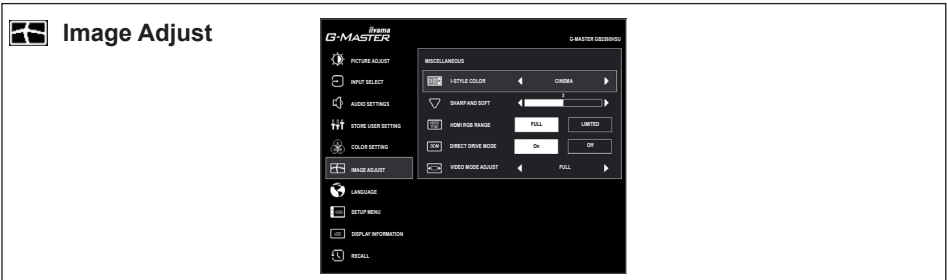 Image Adjust
iiyama
G-MASTER
G-MASTER GB2560HSU
PICTURE ADJUST
INPUT SELECT
AUDIO SETTINGS
STORE USER SETTING
COLOR SETTING
IMAGE ADJUST
LANGUAGE
SETUP MENU
DISPLAY INFORMATION
RECALL
MISCELLANEOUS
I-STYLE COLOR CINEMA
SHARP AND SOFT 3
HDMI RGB RANGE FULL LIMITED
DDM DIRECT DRIVE MODE On Off
VIDEO MODE ADJUST FULL